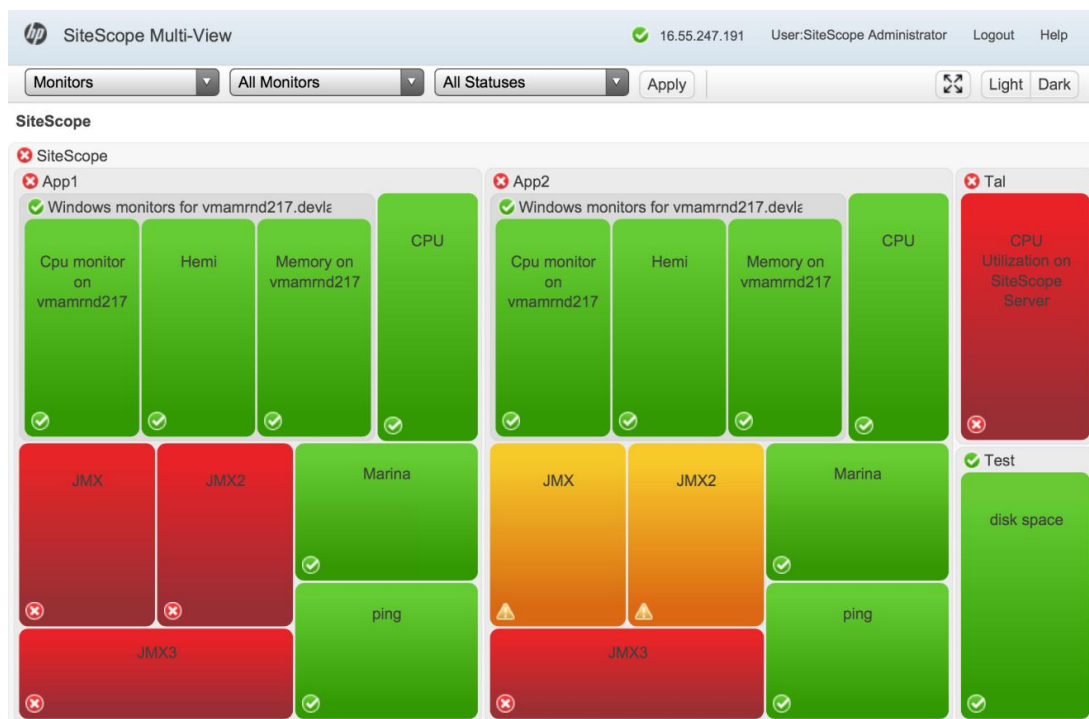 hp SiteScope Multi-View 16.55.247.191 User:SiteScope Administrator Logout Help
Monitors All Monitors All Statuses Apply Light Dark
SiteScope
SiteScope
App1
Windows monitors for vmamrnd217.devla
Cpu monitor
on
vmamrnd217
Hemi
Memory on
vmamrnd217
CPU
JMX
JMX2
Marina
JMX3
ping
App2
Windows monitors for vmamrnd217.devla
Cpu monitor
on
vmamrnd217
Hemi
Memory on
vmamrnd217
CPU
JMX
JMX2
Marina
JMX3
ping
Tal
CPU
Utilization on
SiteScope
Server
Test
disk space